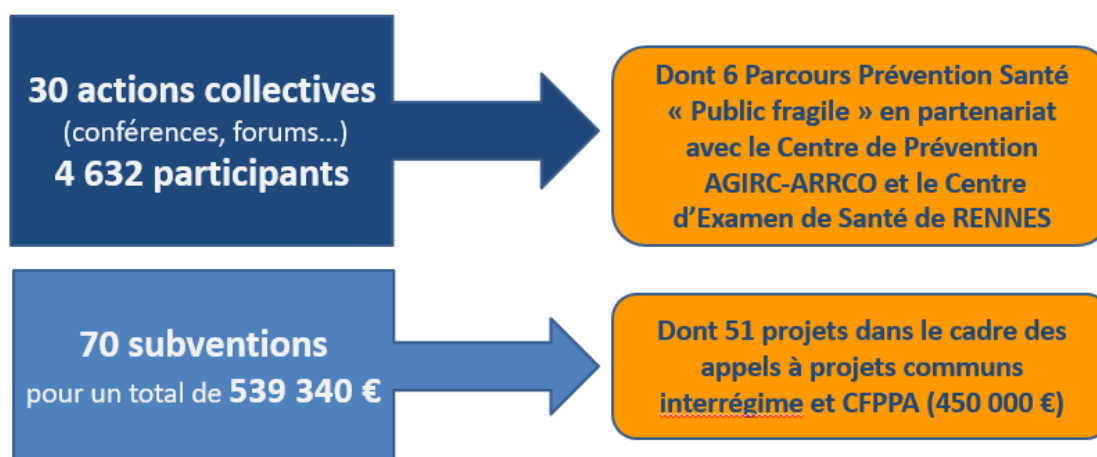 30 actions collectives
(conférences, forums…)
4 632 participants
Dont 6 Parcours Prévention Santé
« Public fragile » en partenariat
avec le Centre de Prévention
AGIRC-ARRCO et le Centre
d’Examen de Santé de RENNES
70 subventions
pour un total de 539 340 €
Dont 51 projets dans le cadre des
appels à projets communs
interrégime et CFPPA (450 000 €)